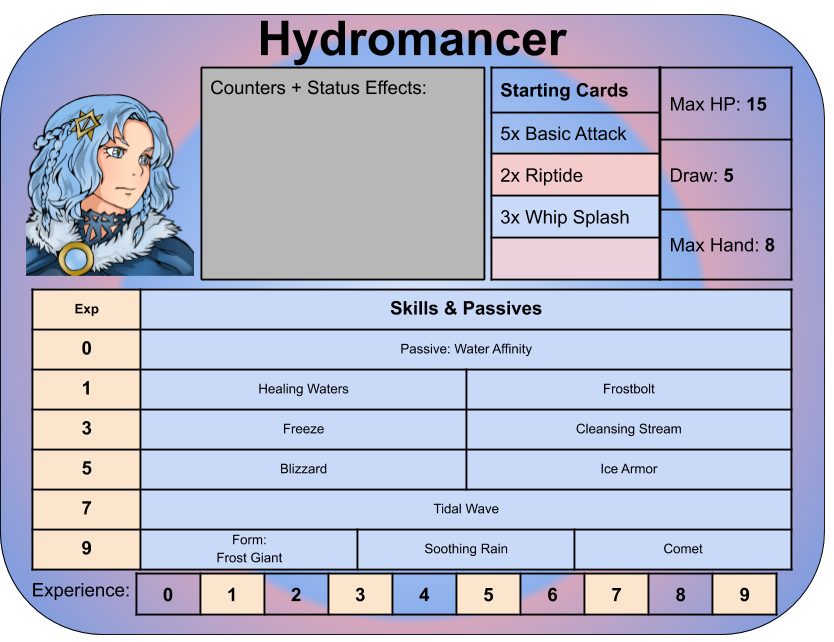 Hydromancer
Counters + Status Effects:
Starting Cards
5x Basic Attack
2x Riptide
3x Whip Splash
Max HP: 15
Draw: 5
Max Hand: 8
Exp
Skills & Passives
0
Passive: Water Affinity
1
Healing Waters
Frostbolt
3
Freeze
Cleansing Stream
5
Blizzard
Ice Armor
7
Tidal Wave
9
Form:
Frost Giant
Soothing Rain
Comet
Experience:
0
1
2
3
4
5
6
7
8
9